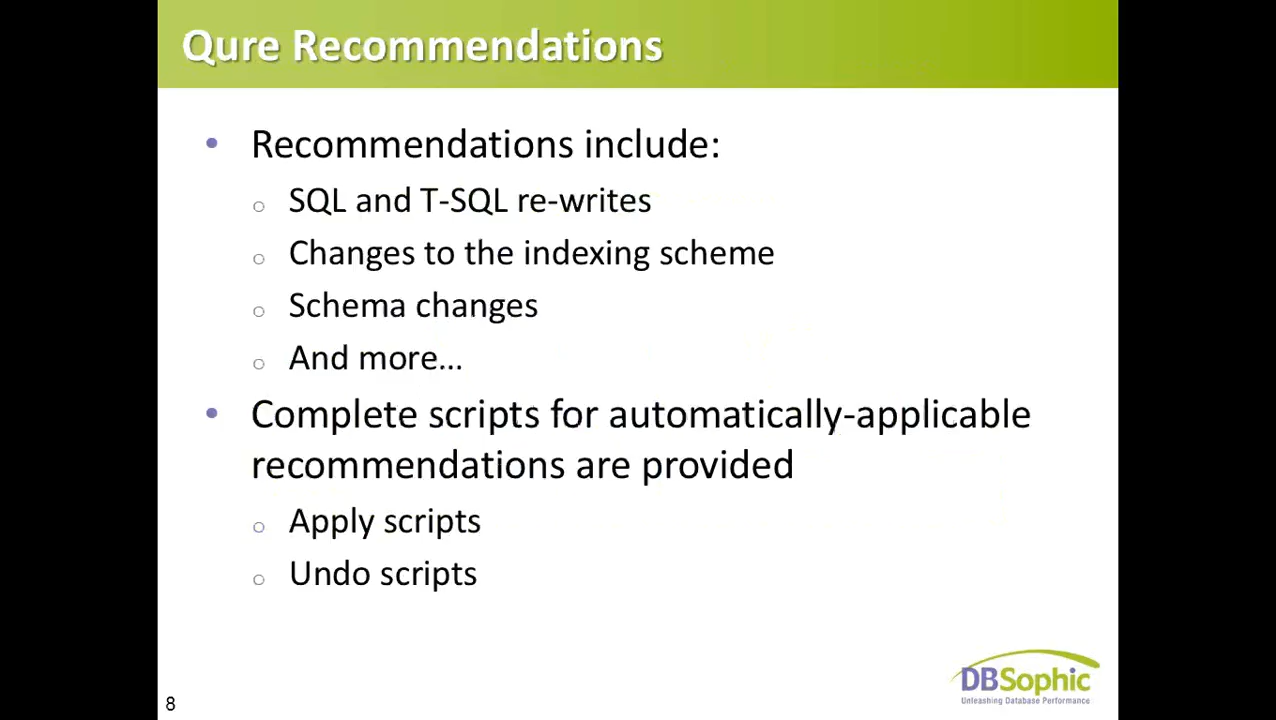 Qure Recommendations
• Recommendations include:
o SQL and T-SQL re-writes
o Changes to the indexing scheme
o Schema changes
o And more…
• Complete scripts for automatically-applicable
recommendations are provided
o Apply scripts
o Undo scripts
DBSophic
Unleashing Database Performance
8